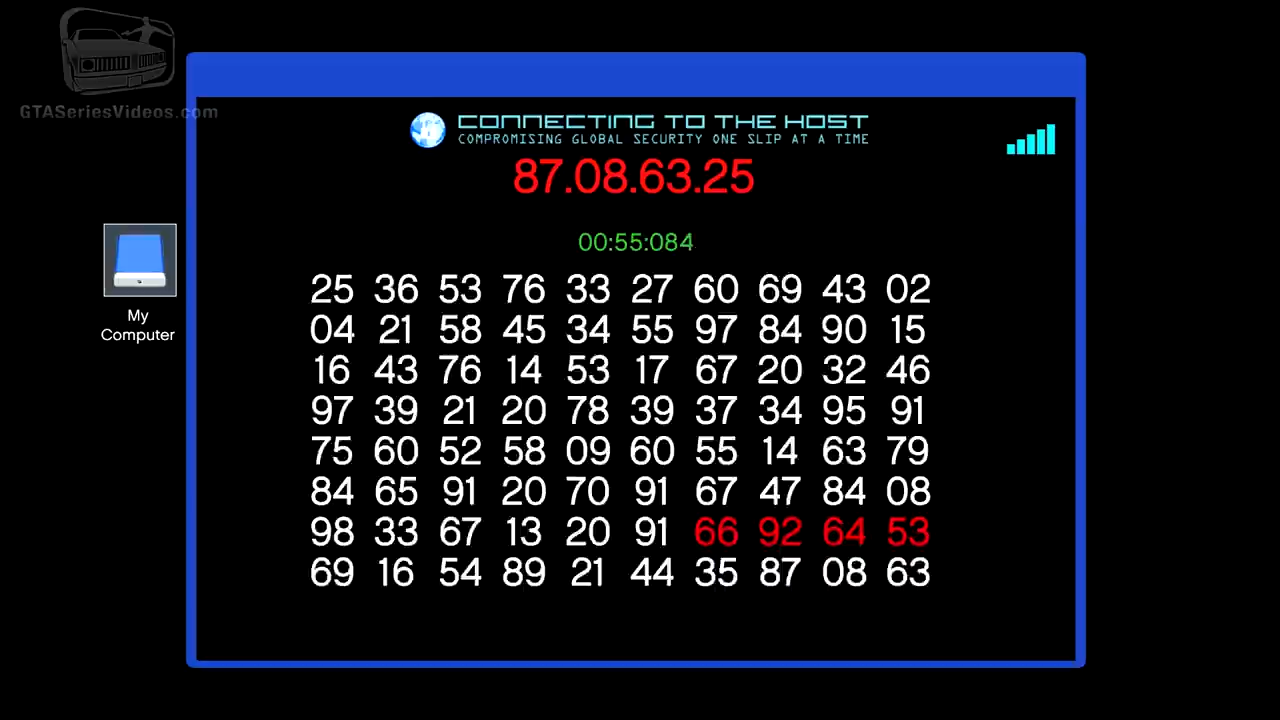 GTASeriesVideos.com
CONNECTING TO THE HOST
COMPROMISING GLOBAL SECURITY ONE SLIP AT A TIME
87.08.63.25
00:55:084
25 36 53 76 33 27 60 69 43 02
04 21 58 45 34 55 97 84 90 15
16 43 76 14 53 17 67 20 32 46
97 39 21 20 78 39 37 34 95 91
75 60 52 58 09 60 55 14 63 79
84 65 91 20 70 91 67 47 84 08
98 33 67 13 20 91 66 92 64 53
69 16 54 89 21 44 35 87 08 63
My
Computer